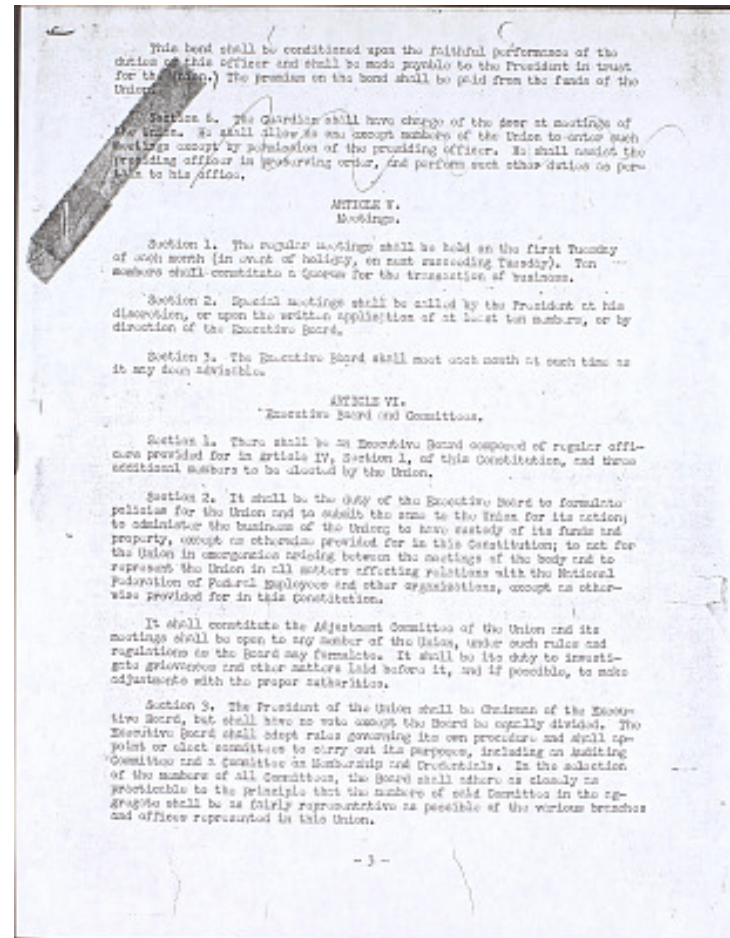 This bond shall be conditioned upon the faithful performance of the
duties of this officer and shall be made payable to the President in trust
for the Union.) The premium on the bond shall be paid from the funds of the
Union.
Section 6. The Guardian shall have charge of the door at meetings of
the Union. He shall allow no one except members of the Union to enter such
meetings except by permission of the presiding officer. He shall assist the
presiding officer in preserving order, and perform such other duties as per-
tain to his office.
ARTICLE V.
Meetings.
Section 1. The regular meetings shall be held on the first Tuesday
of each month (in event of holiday, on next succeeding Tuesday). Ten
members shall constitute a Quorum for the transaction of business.
Section 2. Special meetings shall be called by the President at his
discretion, or upon the written application of at least ten members, or by
direction of the Executive Board.
Section 3. The Executive Board shall meet each month at such time as
it may deem advisable.
ARTICLE VI.
Executive Board and Committees.
Section 1. There shall be an Executive Board composed of regular offi-
cers provided for in Article IV, Section 1, of this Constitution, and three
additional members to be elected by the Union.
Section 2. It shall be the duty of the Executive Board to formulate
policies for the Union and to submit the same to the Union for its action;
to administer the business of the Union; to have custody of its funds and
property, except as otherwise provided for in this Constitution; to act for
the Union in emergencies arising between the meetings of the body and to
represent the Union in all matters affecting relations with the National
Federation of Federal Employees and other organizations, except as other-
wise provided for in this Constitution.
It shall constitute the Adjustment Committee of the Union and its
meetings shall be open to any member of the Union, under such rules and
regulations as the Board may formulate. It shall be its duty to investi-
gate grievances and other matters laid before it, and if possible, to make
adjustments with the proper authorities.
Section 3. The President of the Union shall be Chairman of the Execu-
tive Board, but shall have no vote except the Board be equally divided. The
Executive Board shall adopt rules governing its own procedure and shall ap-
point or elect committees to carry out its purposes, including an Auditing
Committee and a Committee on Membership and Credentials. In the selection
of the members of all Committees, the Board shall adhere as closely as
practicable to the principle that the members of said Committee in the ag-
gregate shall be as fairly representative as possible of the various branches
and offices represented in this Union.
- 3 -